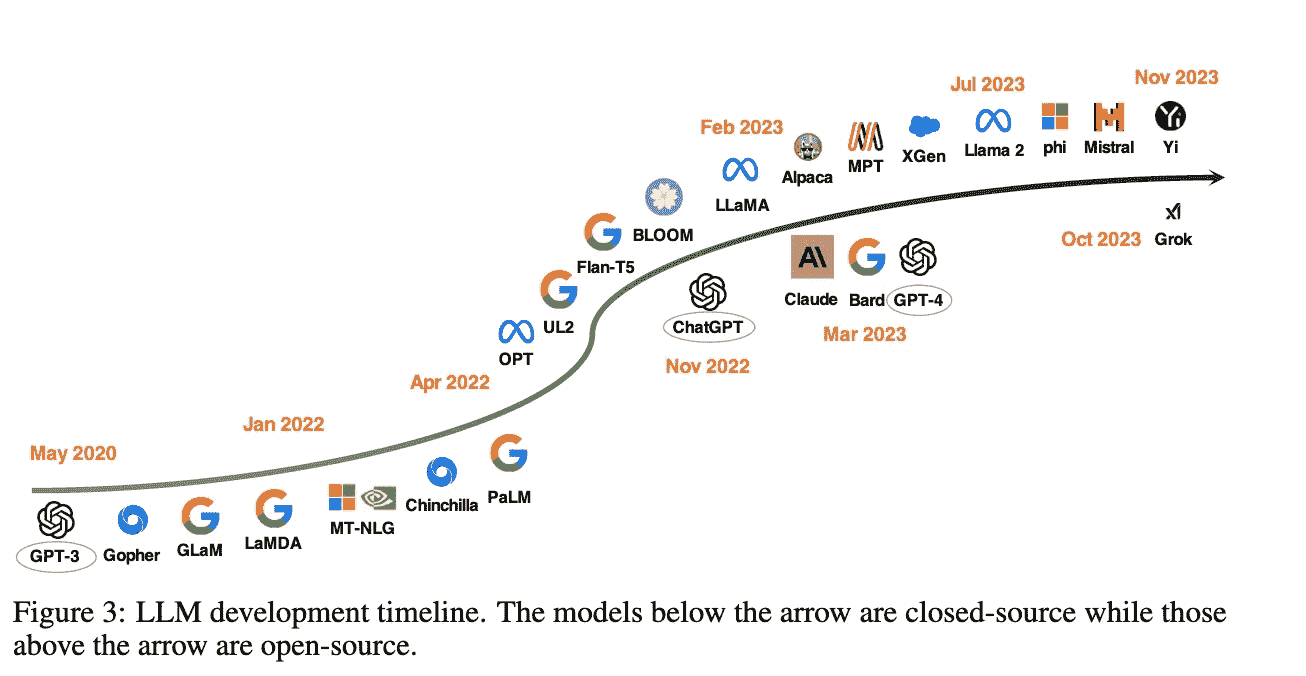 Nov 2023
Jul 2023
Feb 2023
Alpaca
MPT
XGen
Llama 2
phi
Mistral
Yi
LLaMA
BLOOM
Flan-T5
UL2
OPT
Oct 2023
Grok
Claude
Bard
GPT-4
Mar 2023
ChatGPT
Nov 2022
Apr 2022
Jan 2022
May 2020
GPT-3
Gopher
GLaM
LaMDA
MT-NLG
Chinchilla
PaLM
Figure 3: LLM development timeline. The models below the arrow are closed-source while those
above the arrow are open-source.